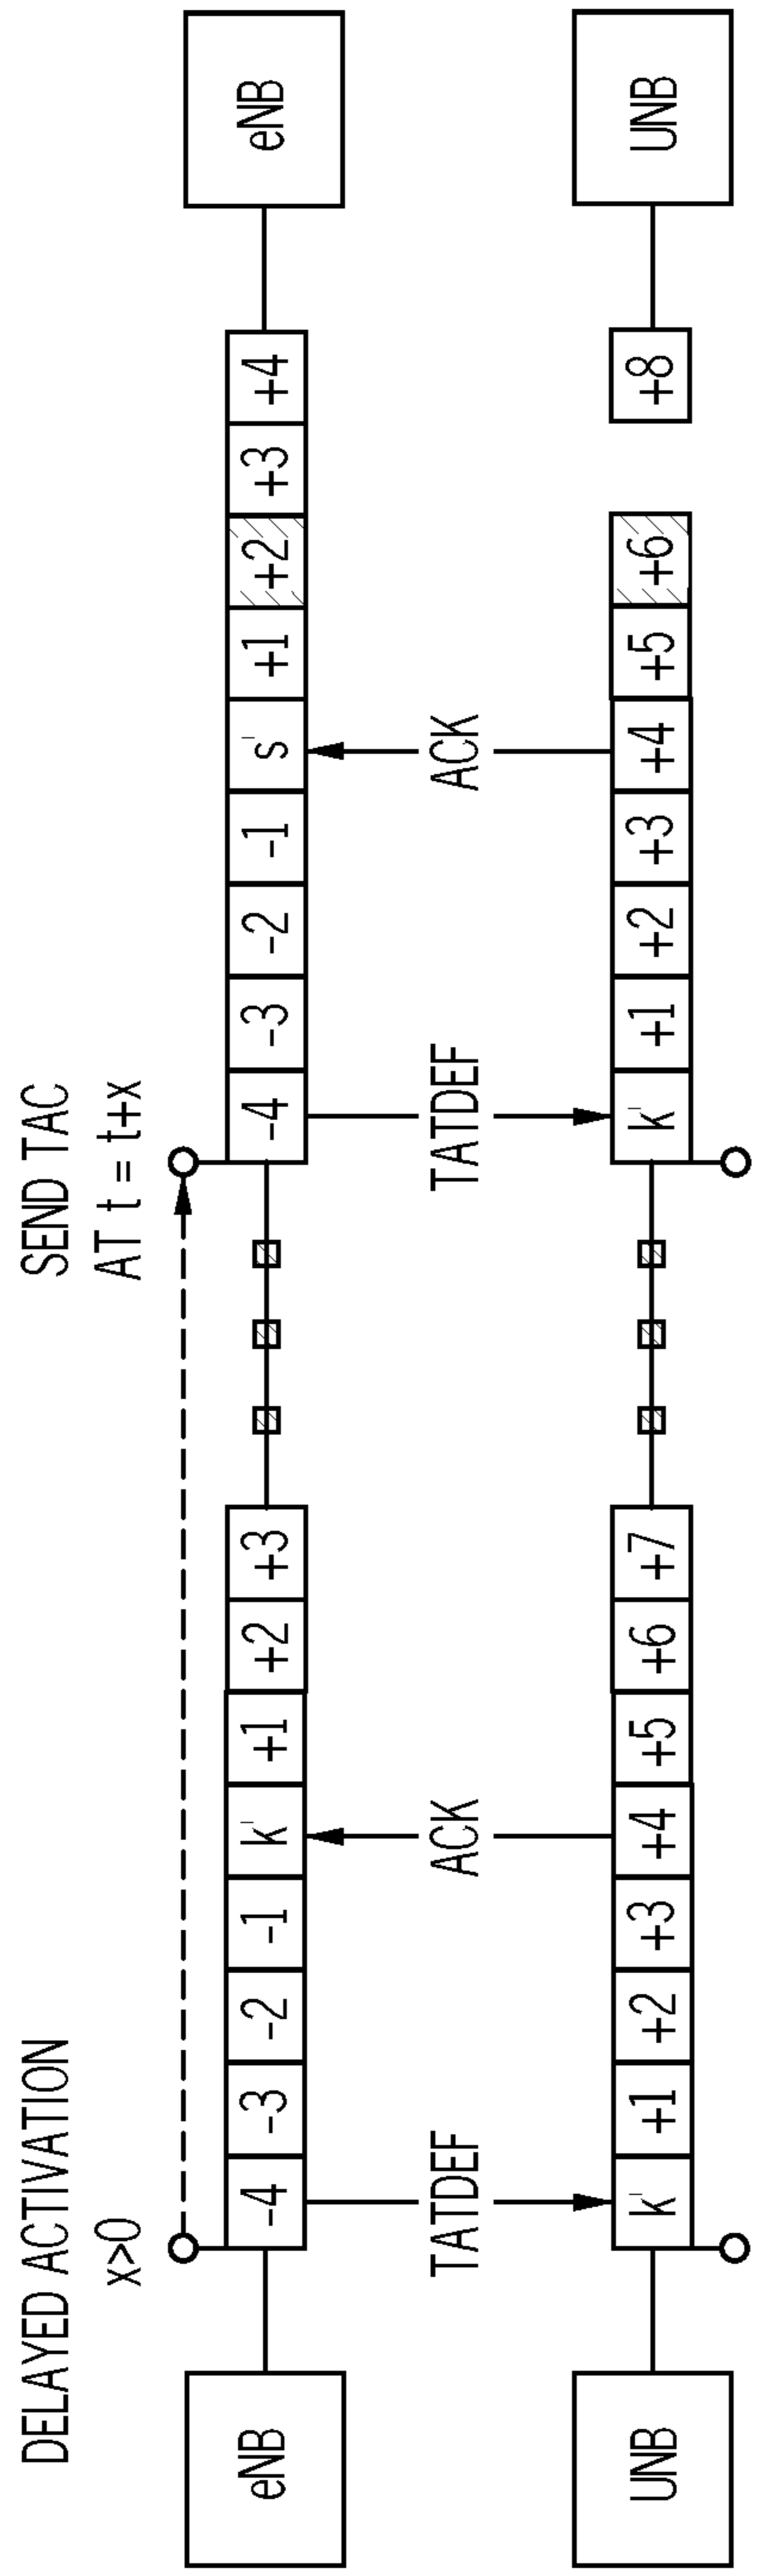 DELAYED ACTIVATION
x>0
SEND TAC
AT t = t+x
eNB -4 -3 -2 -1 k' +1 +2 +3 -4 -3 -2 -1 s' +1 +2 +3 +4 eNB
TATDEF ACK TATDEF ACK
UNB k' +1 +2 +3 +4 +5 +6 +7 k' +1 +2 +3 +4 +5 +6 +8 UNB